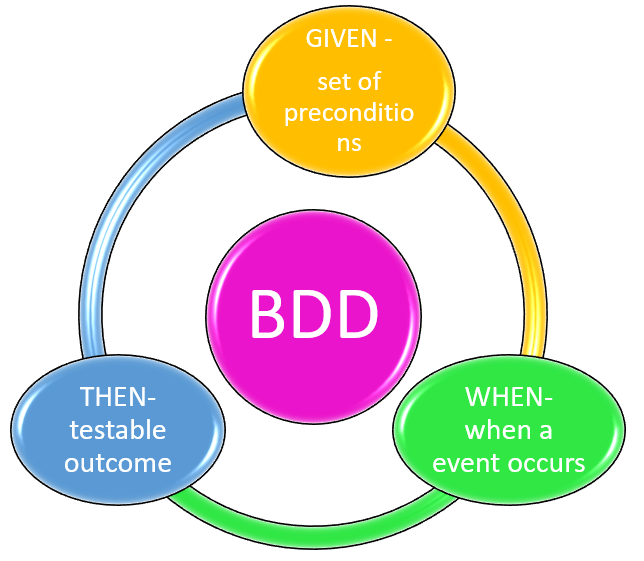 GIVEN -
set of
preconditio
ns
BDD
THEN-
testable
outcome
WHEN-
when a
event occurs